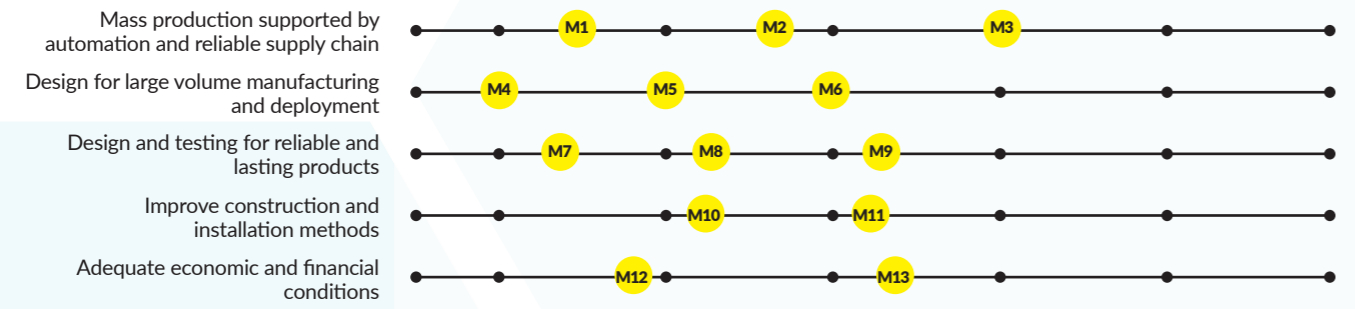 Mass production supported by
automation and reliable supply chain
M1
M2
M3
Design for large volume manufacturing
and deployment
M4
M5
M6
Design and testing for reliable and
lasting products
M7
M8
M9
Improve construction and
installation methods
M10
M11
Adequate economic and financial
conditions
M12
M13